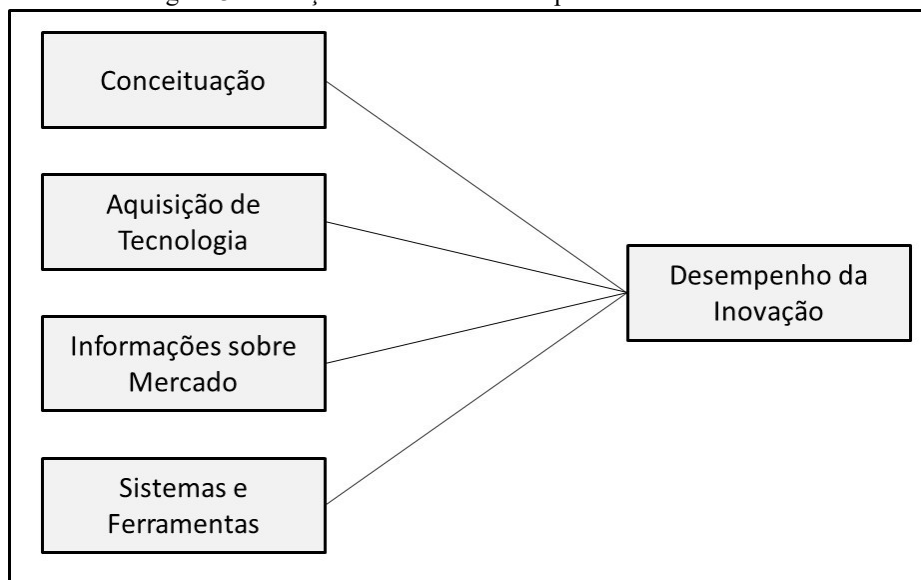 Conceituação
Aquisição de
Tecnologia
Informações sobre
Mercado
Sistemas e
Ferramentas
Desempenho da
Inovação